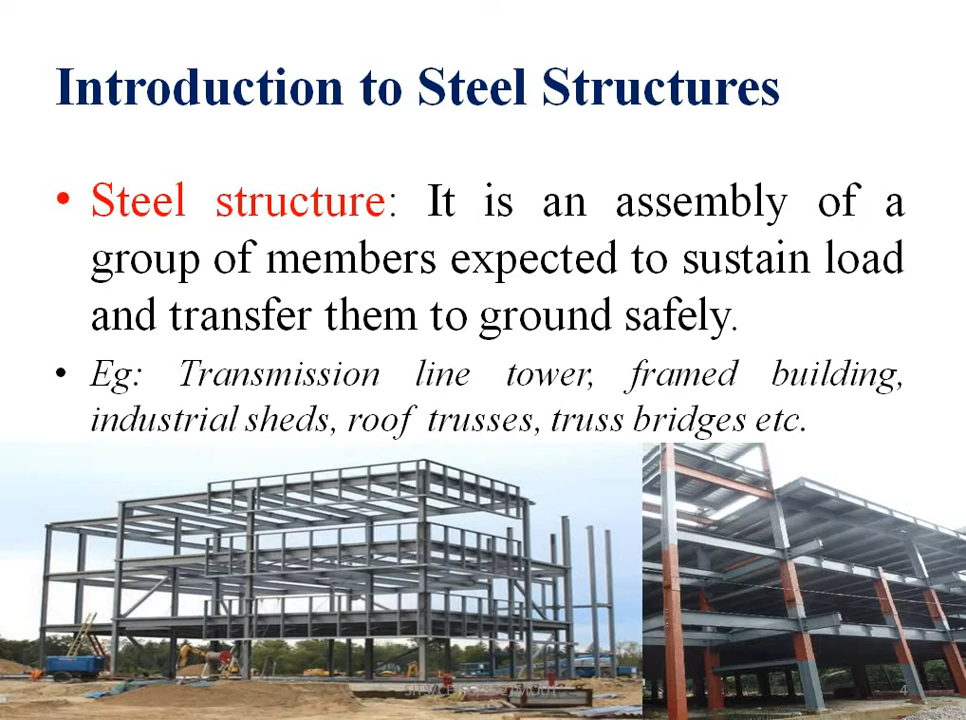 Introduction to Steel Structures
• Steel structure: It is an assembly of a
group of members expected to sustain load
and transfer them to ground safely.
• Eg: Transmission line tower, framed building,
industrial sheds, roof trusses, truss bridges etc.
4